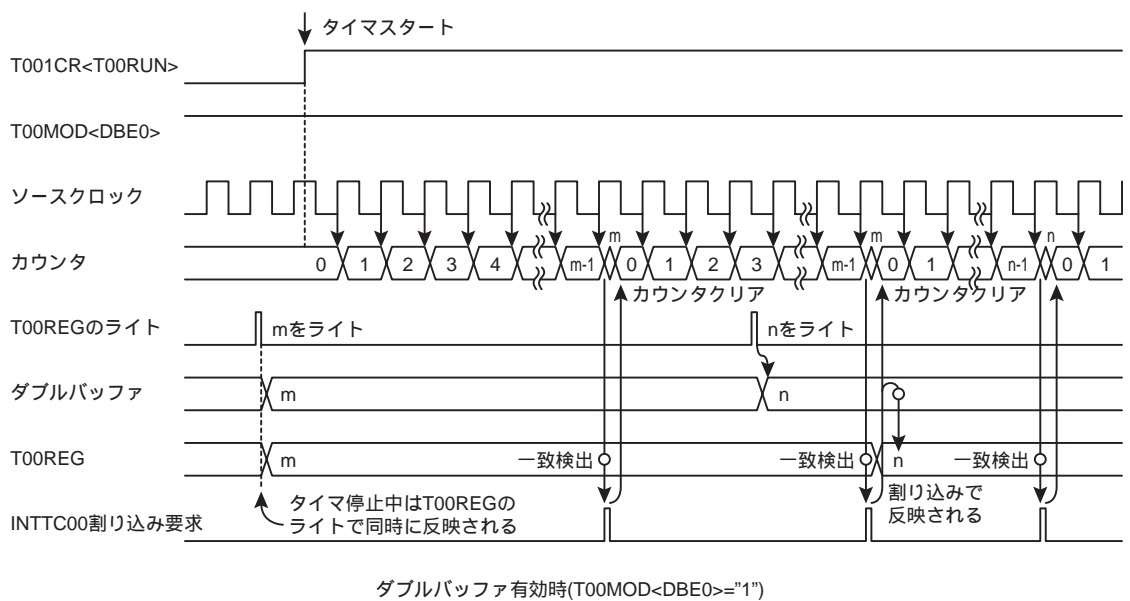 タイマスタート
T001CR<T00RUN>
T00MOD<DBE0>
ソースクロック
m m n
カウンタ 0 1 2 3 4 m-1 0 1 2 3 m-1 0 1 n-1 0 1
カウンタクリア カウンタクリア
T00REGのライト mをライト nをライト
ダブルバッファ m n
T00REG m 一致検出 一致検出 n 一致検出
タイマ停止中はT00REGの
ライトで同時に反映される
割り込みで
反映される
INTTC00割り込み要求
ダブルバッファ有効時(T00MOD<DBE0>=”1”)